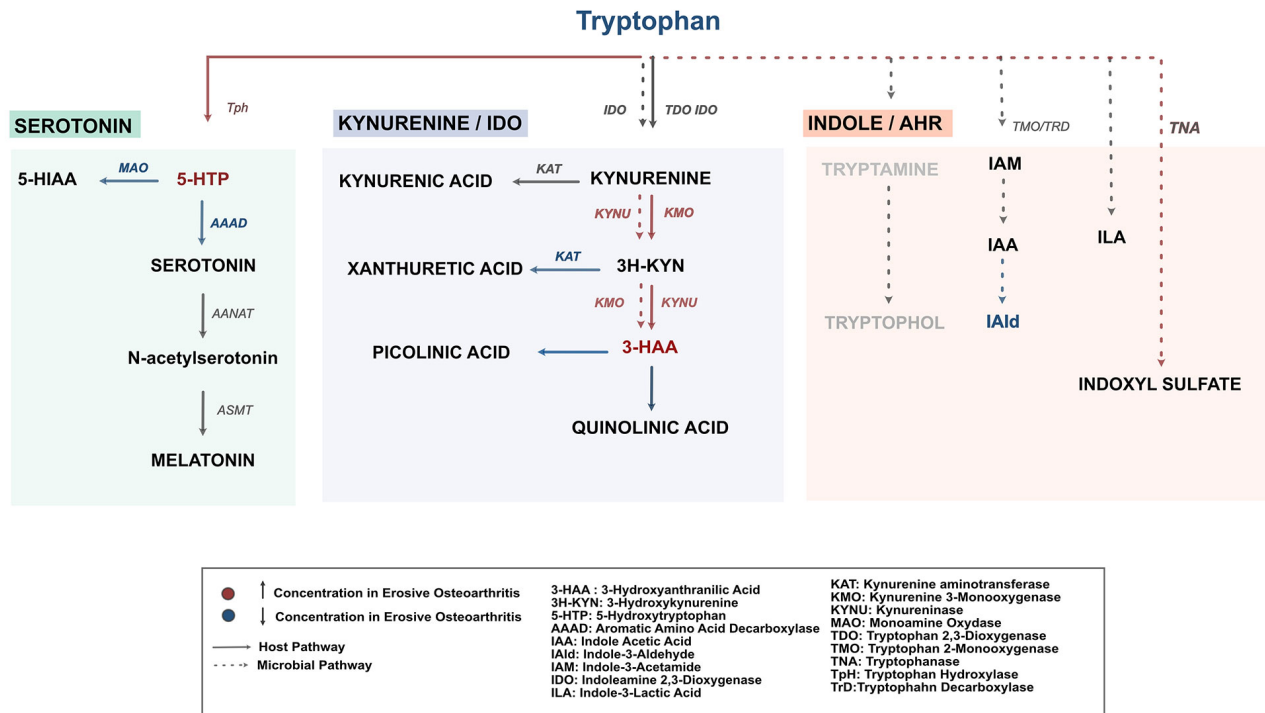 Tryptophan
Tph
IDO
TDO IDO
TMO/TRD
TNA
SEROTONIN
KYNURENINE / IDO
INDOLE / AHR
5-HIAA
MAO
5-HTP
AAAD
SEROTONIN
AANAT
N-acetylserotonin
ASMT
MELATONIN
KYNURENIC ACID
KAT
KYNURENINE
KYNU
KMO
XANTHURETIC ACID
KAT
3H-KYN
KMO
KYNU
PICOLINIC ACID
3-HAA
QUINOLINIC ACID
TRYPTAMINE
TRYPTOPHOL
IAM
IAA
IAld
ILA
INDOXYL SULFATE
Concentration in Erosive Osteoarthritis
Concentration in Erosive Osteoarthritis
Host Pathway
Microbial Pathway
3-HAA : 3-Hydroxyanthranilic Acid
3H-KYN: 3-Hydroxykynurenine
5-HTP: 5-Hydroxytryptophan
AAAD: Aromatic Amino Acid Decarboxylase
IAA: Indole Acetic Acid
IAld: Indole-3-Aldehyde
IAM: Indole-3-Acetamide
IDO: Indoleamine 2,3-Dioxygenase
ILA: Indole-3-Lactic Acid
KAT: Kynurenine aminotransferase
KMO: Kynurenine 3-Monooxygenase
KYNU: Kynureninase
MAO: Monoamine Oxydase
TDO: Tryptophan 2,3-Dioxygenase
TMO: Tryptophan 2-Monooxygenase
TNA: Tryptophanase
TpH: Tryptophan Hydroxylase
TrD:Tryptophahn Decarboxylase